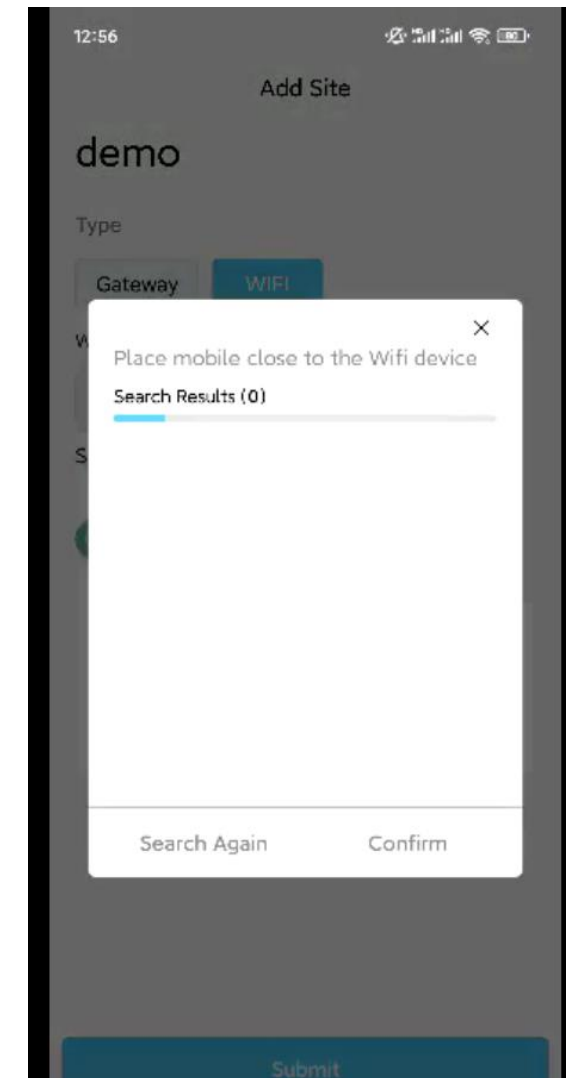 12:56
80
Add Site
demo
Type
Gateway WIFI
W
Place mobile close to the Wifi device
Search Results (0)
S
Search Again Confirm
Submit